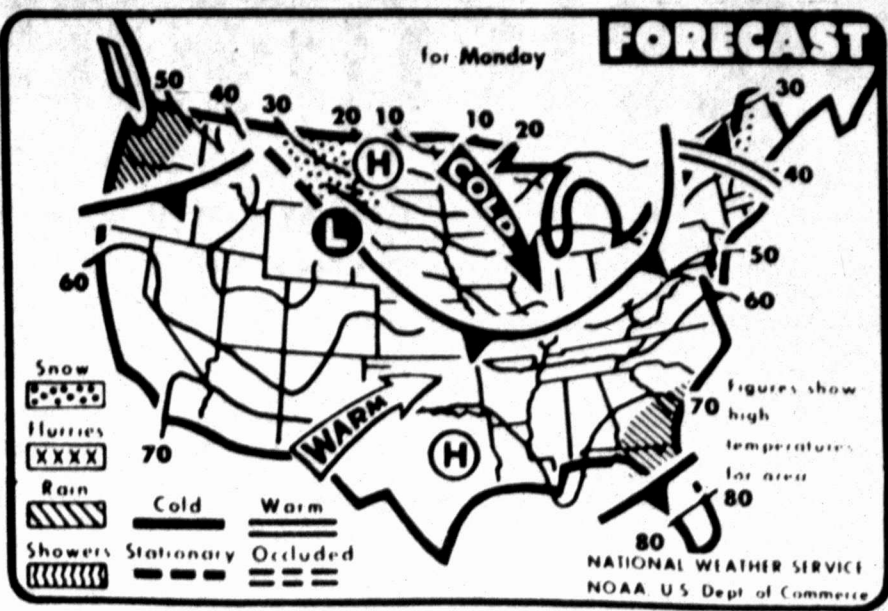 FORECAST
for Monday
50
40
30
20
10
10
20
30
H
COLD
40
L
50
60
60
Snow
Flurries
XXXX
Rain
Showers
70
WARM
H
70
Figures show
high
temperatures
for area
80
80
Cold
Warm
Stationary
Occluded
NATIONAL WEATHER SERVICE
NOAA, U S Dept of Commerce